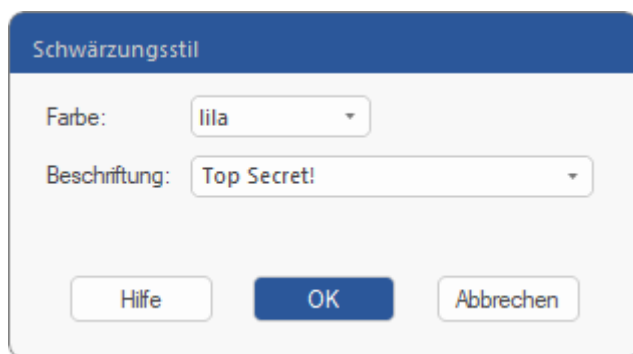 Schwärzungsstil
Farbe: lila
Beschriftung: Top Secret!
Hilfe OK Abbrechen